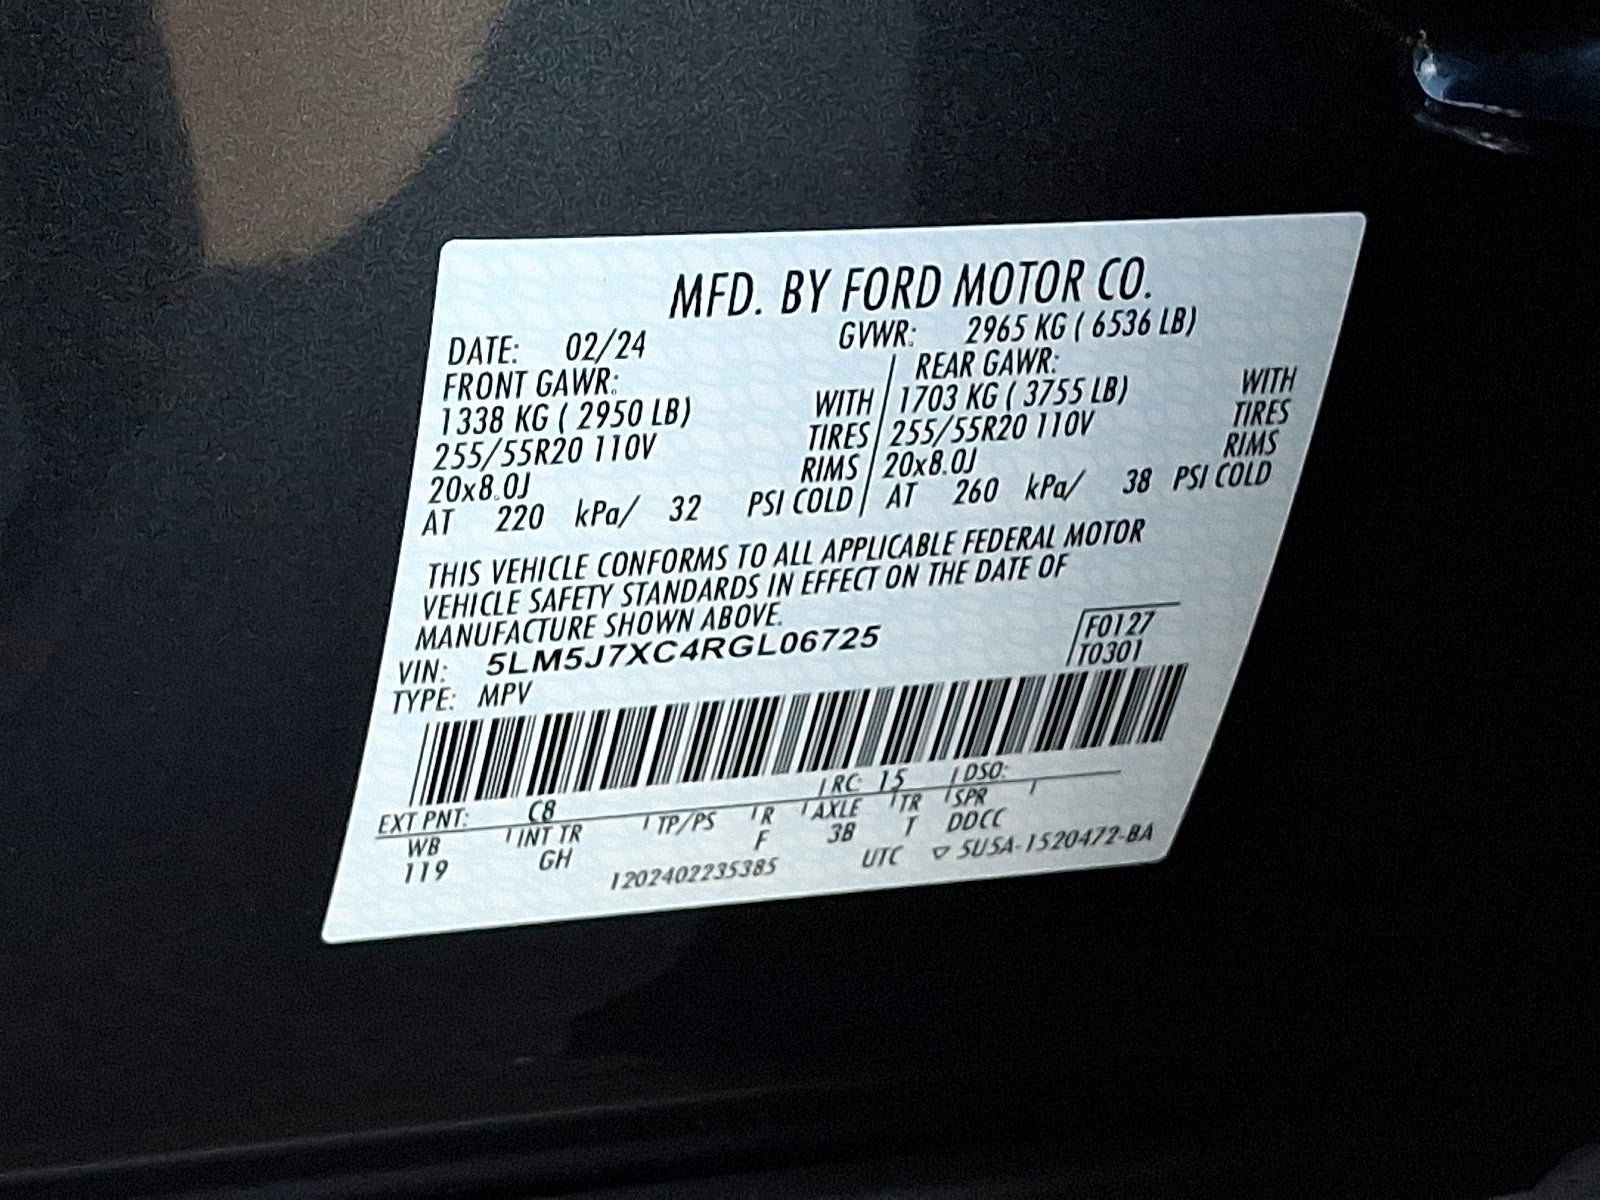 MFD. BY FORD MOTOR CO.
DATE: 02/24 GVWR: 2965 KG ( 6536 LB)
FRONT GAWR: REAR GAWR:
1338 KG ( 2950 LB) WITH 1703 KG ( 3755 LB) WITH
255/55R20 110V TIRES 255/55R20 110V TIRES
20x8.0J RIMS 20x8.0J RIMS
AT 220 kPa/ 32 PSI COLD AT 260 kPa/ 38 PSI COLD
THIS VEHICLE CONFORMS TO ALL APPLICABLE FEDERAL MOTOR
VEHICLE SAFETY STANDARDS IN EFFECT ON THE DATE OF
MANUFACTURE SHOWN ABOVE.
VIN: 5LM5J7XC4RGL06725
F0127
T0301
TYPE: MPV
EXT PNT: C8 RC: 15 DSO:
WB INT TR TP/PS R AXLE TR SPR
119 GH F 3B T DDCC
1202402235385 UTC ▽ 5U5A-1520472-BA